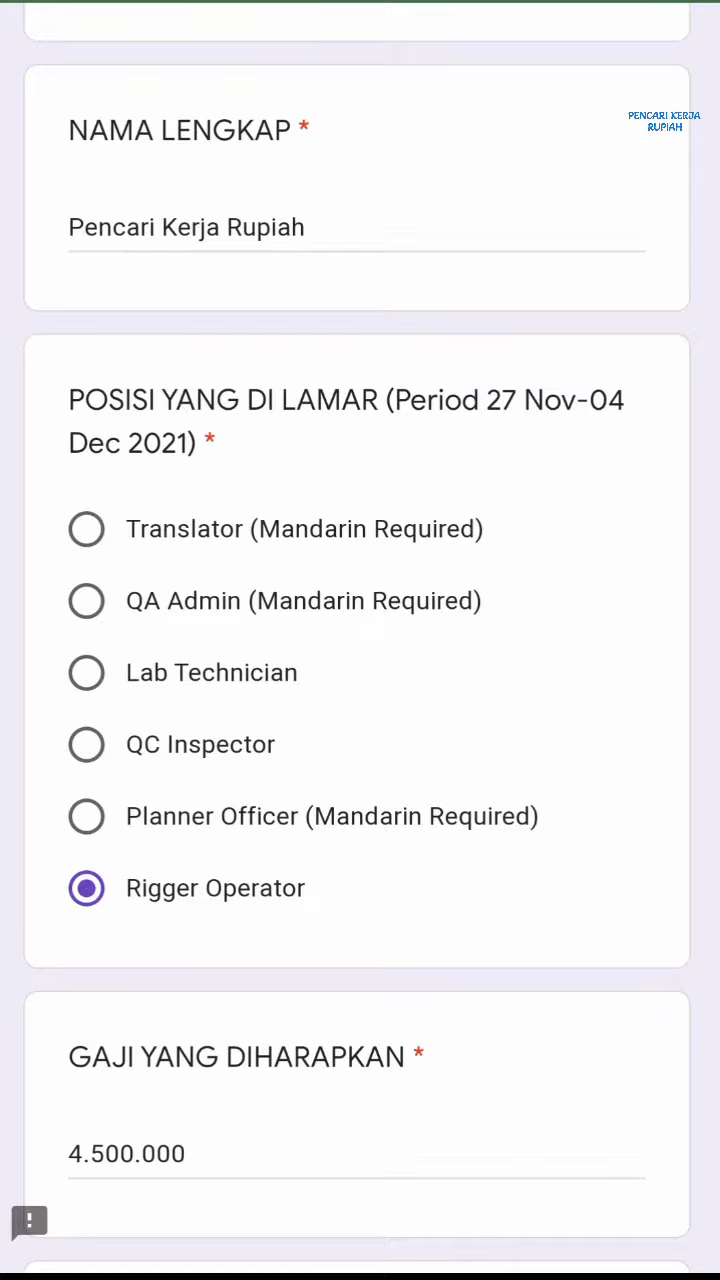 NAMA LENGKAP *
PENCARI KERJA
RUPIAH
Pencari Kerja Rupiah
POSISI YANG DI LAMAR (Period 27 Nov-04
Dec 2021) *
Translator (Mandarin Required)
QA Admin (Mandarin Required)
Lab Technician
QC Inspector
Planner Officer (Mandarin Required)
Rigger Operator
GAJI YANG DIHARAPKAN *
4.500.000